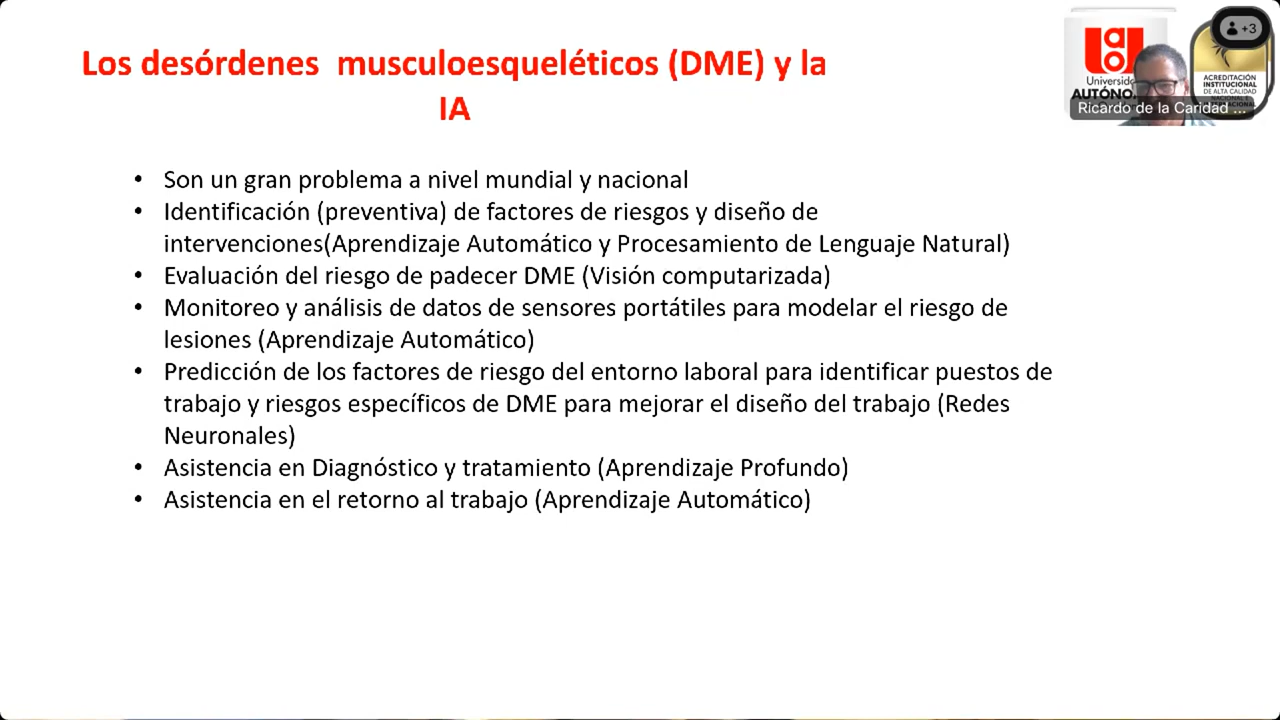 Los desórdenes musculoesqueléticos (DME) y la
IA
+3
ACREDITACIÓN
INSTITUCIONAL
DE ALTA CALIDAD
AUTÓNO
Ricardo de la Caridad ...
• Son un gran problema a nivel mundial y nacional
• Identificación (preventiva) de factores de riesgos y diseño de
intervenciones(Aprendizaje Automático y Procesamiento de Lenguaje Natural)
• Evaluación del riesgo de padecer DME (Visión computarizada)
• Monitoreo y análisis de datos de sensores portátiles para modelar el riesgo de
lesiones (Aprendizaje Automático)
• Predicción de los factores de riesgo del entorno laboral para identificar puestos de
trabajo y riesgos específicos de DME para mejorar el diseño del trabajo (Redes
Neuronales)
• Asistencia en Diagnóstico y tratamiento (Aprendizaje Profundo)
• Asistencia en el retorno al trabajo (Aprendizaje Automático)